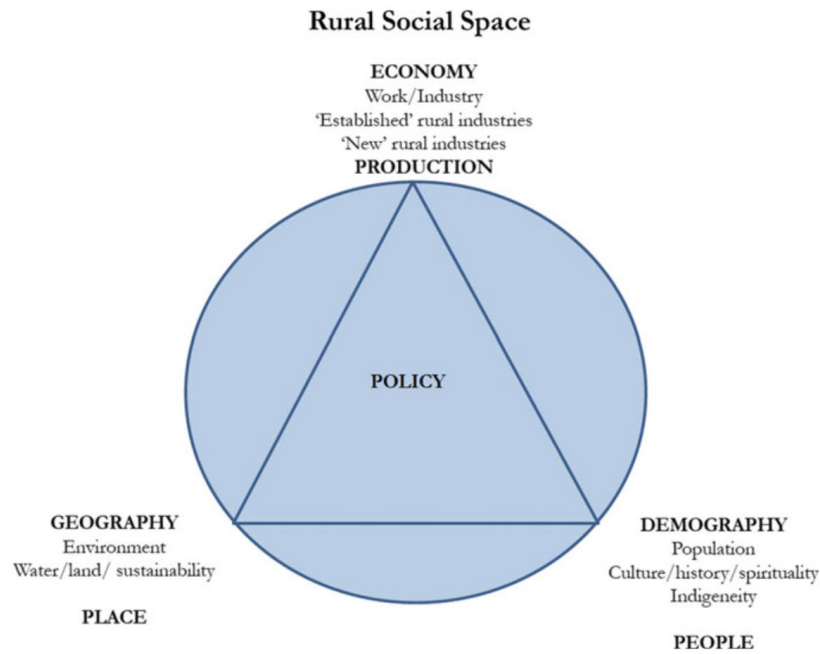 Rural Social Space
ECONOMY
Work/Industry
‘Established’ rural industries
‘New’ rural industries
PRODUCTION
POLICY
GEOGRAPHY
Environment
Water/land/ sustainability
PLACE
DEMOGRAPHY
Population
Culture/history/spirituality
Indigeneity
PEOPLE